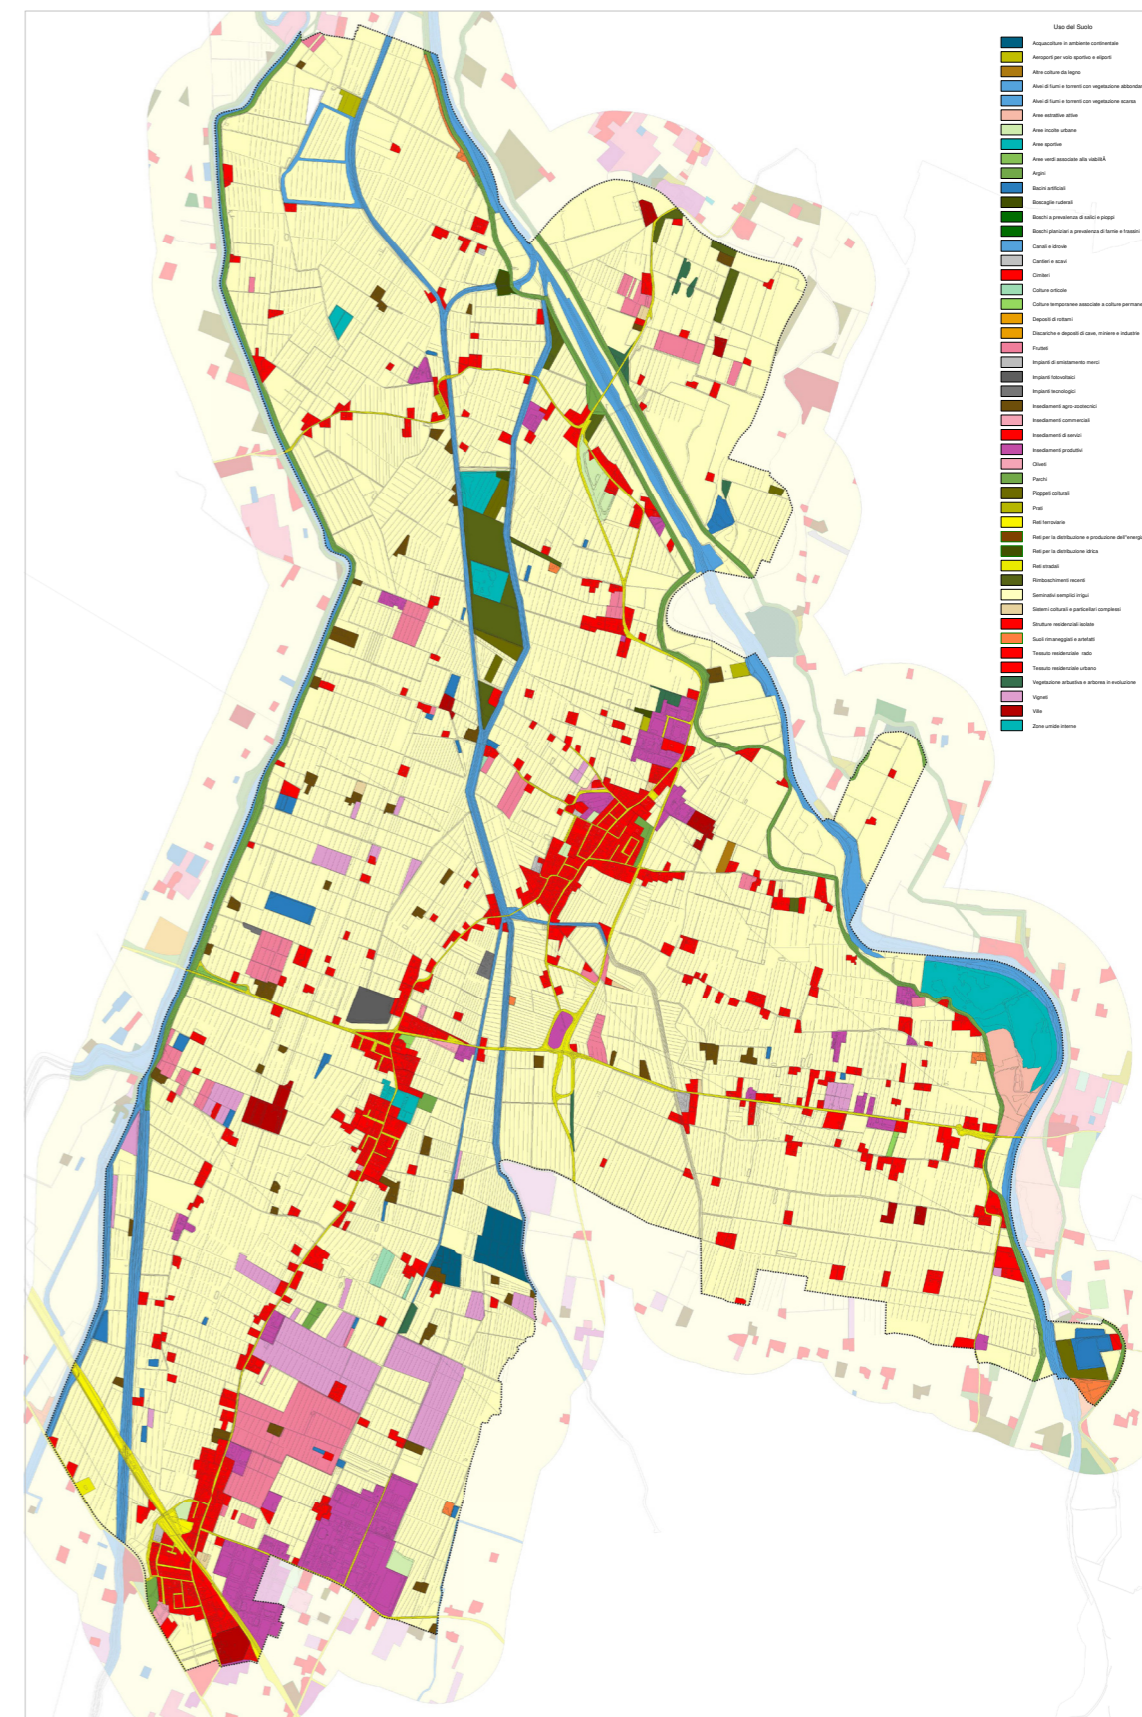 Uso del Suolo
Acquacolture in ambiente continentale
Aeroporti per volo sportivo e eliporti
Altre colture da legno
Alvei di fiumi e torrenti con vegetazione abbondan
Alvei di fiumi e torrenti con vegetazione scarsa
Aree estrattive attive
Aree incolte urbane
Aree sportive
Aree verdi associate alla viabilitÃ
Argini
Bacini artificiali
Boscaglie ruderali
Boschi a prevalenza di salici e pioppi
Boschi planiziari a prevalenza di farnie e frassini
Canali e idrovie
Cantieri e scavi
Cimiteri
Colture orticole
Colture temporanee associate a colture permane
Depositi di rottami
Discariche e depositi di cave, miniere e industrie
Frutteti
Impianti di smistamento merci
Impianti fotovoltaici
Impianti tecnologici
Insediamenti agro-zootecnici
Insediamenti commerciali
Insediamenti di servizi
Insediamenti produttivi
Oliveti
Parchi
Pioppeti colturali
Prati
Reti ferroviarie
Reti per la distribuzione e produzione dell'energia
Reti per la distribuzione idrica
Reti stradali
Rimboschimenti recenti
Seminativi semplici irrigui
Sistemi colturali e particellari complessi
Strutture residenziali isolate
Suoli rimaneggiati e artefatti
Tessuto residenziale rado
Tessuto residenziale urbano
Vegetazione arbustiva e arborea in evoluzione
Vigneti
Ville
Zone umide interne